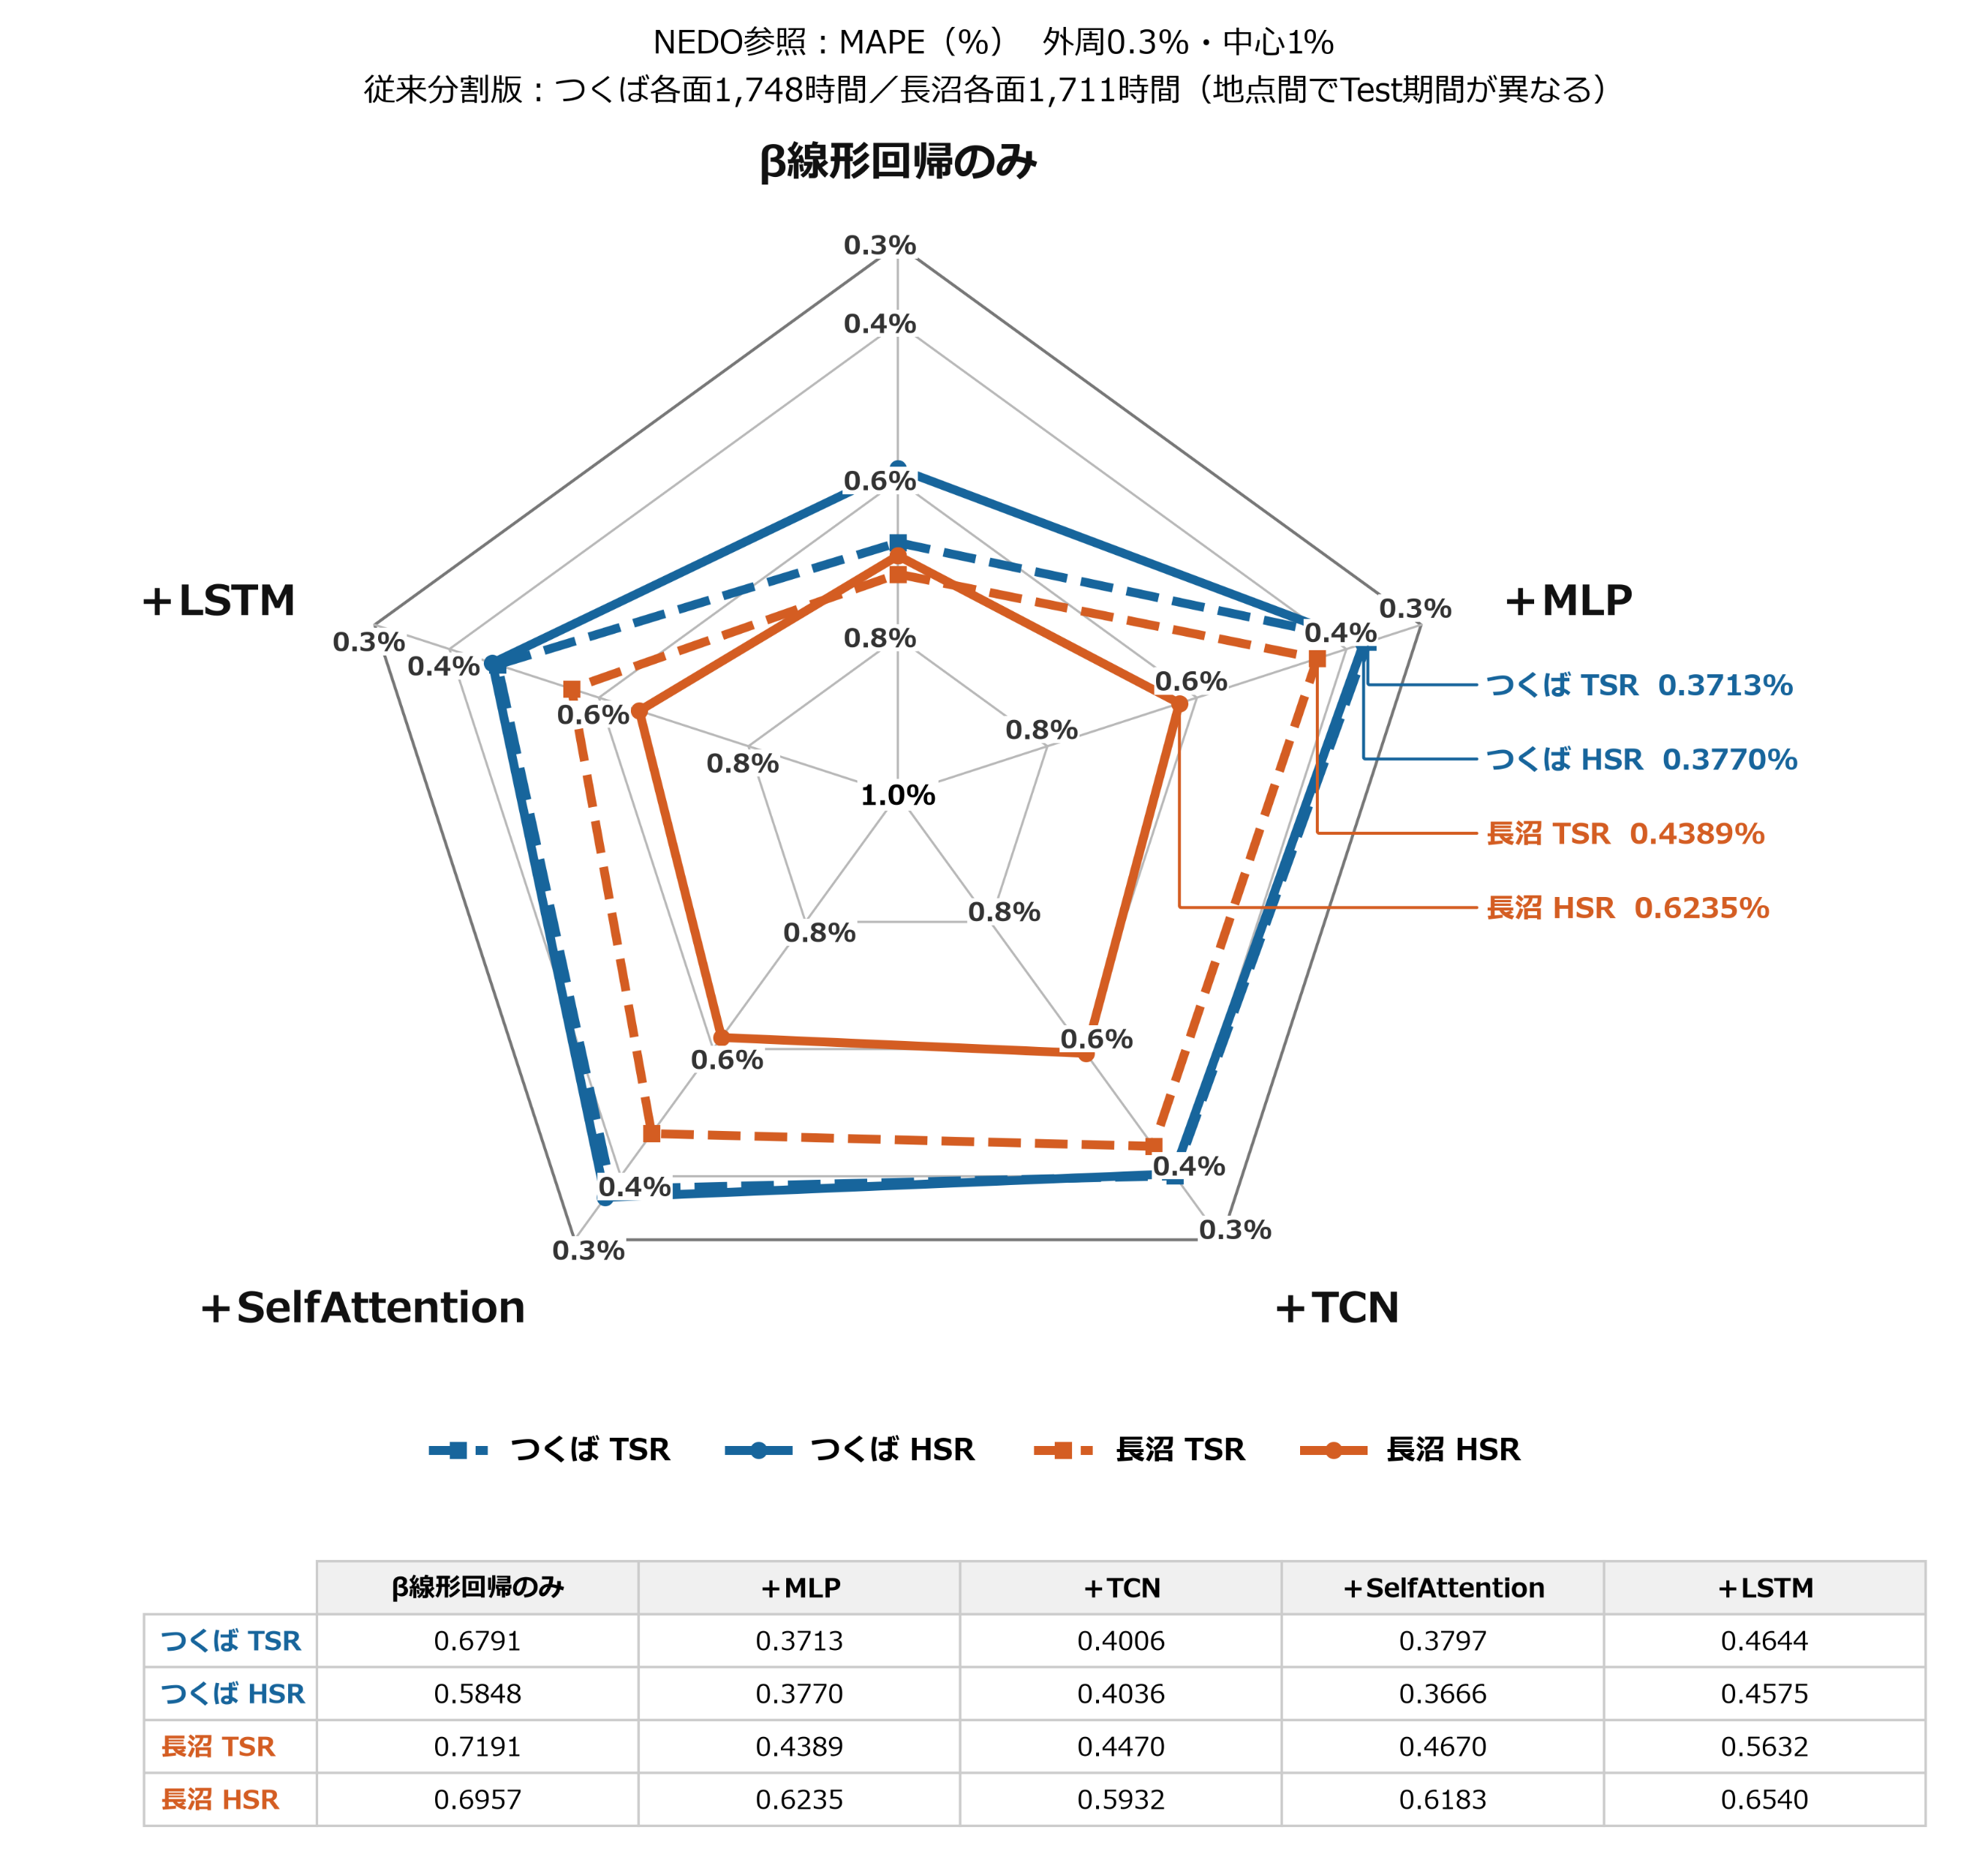 NEDO参照：MAPE（%） 外周0.3%・中心1%
従来分割版：つくば各面1,748時間／長沼各面1,711時間（地点間でTest期間が異なる）
β線形回帰のみ
0.3%
0.4%
0.6%
0.8%
1.0%
＋MLP
0.3%
0.4%
0.6%
0.8%
つくば TSR 0.3713%
つくば HSR 0.3770%
長沼 TSR 0.4389%
長沼 HSR 0.6235%
＋LSTM
0.3%
0.4%
0.6%
0.8%
0.8%
0.6%
0.4%
0.3%
＋SelfAttention
0.8%
0.6%
0.4%
0.3%
＋TCN
つくば TSR つくば HSR 長沼 TSR 長沼 HSR
β線形回帰のみ ＋MLP ＋TCN ＋SelfAttention ＋LSTM
つくば TSR 0.6791 0.3713 0.4006 0.3797 0.4644
つくば HSR 0.5848 0.3770 0.4036 0.3666 0.4575
長沼 TSR 0.7191 0.4389 0.4470 0.4670 0.5632
長沼 HSR 0.6957 0.6235 0.5932 0.6183 0.6540